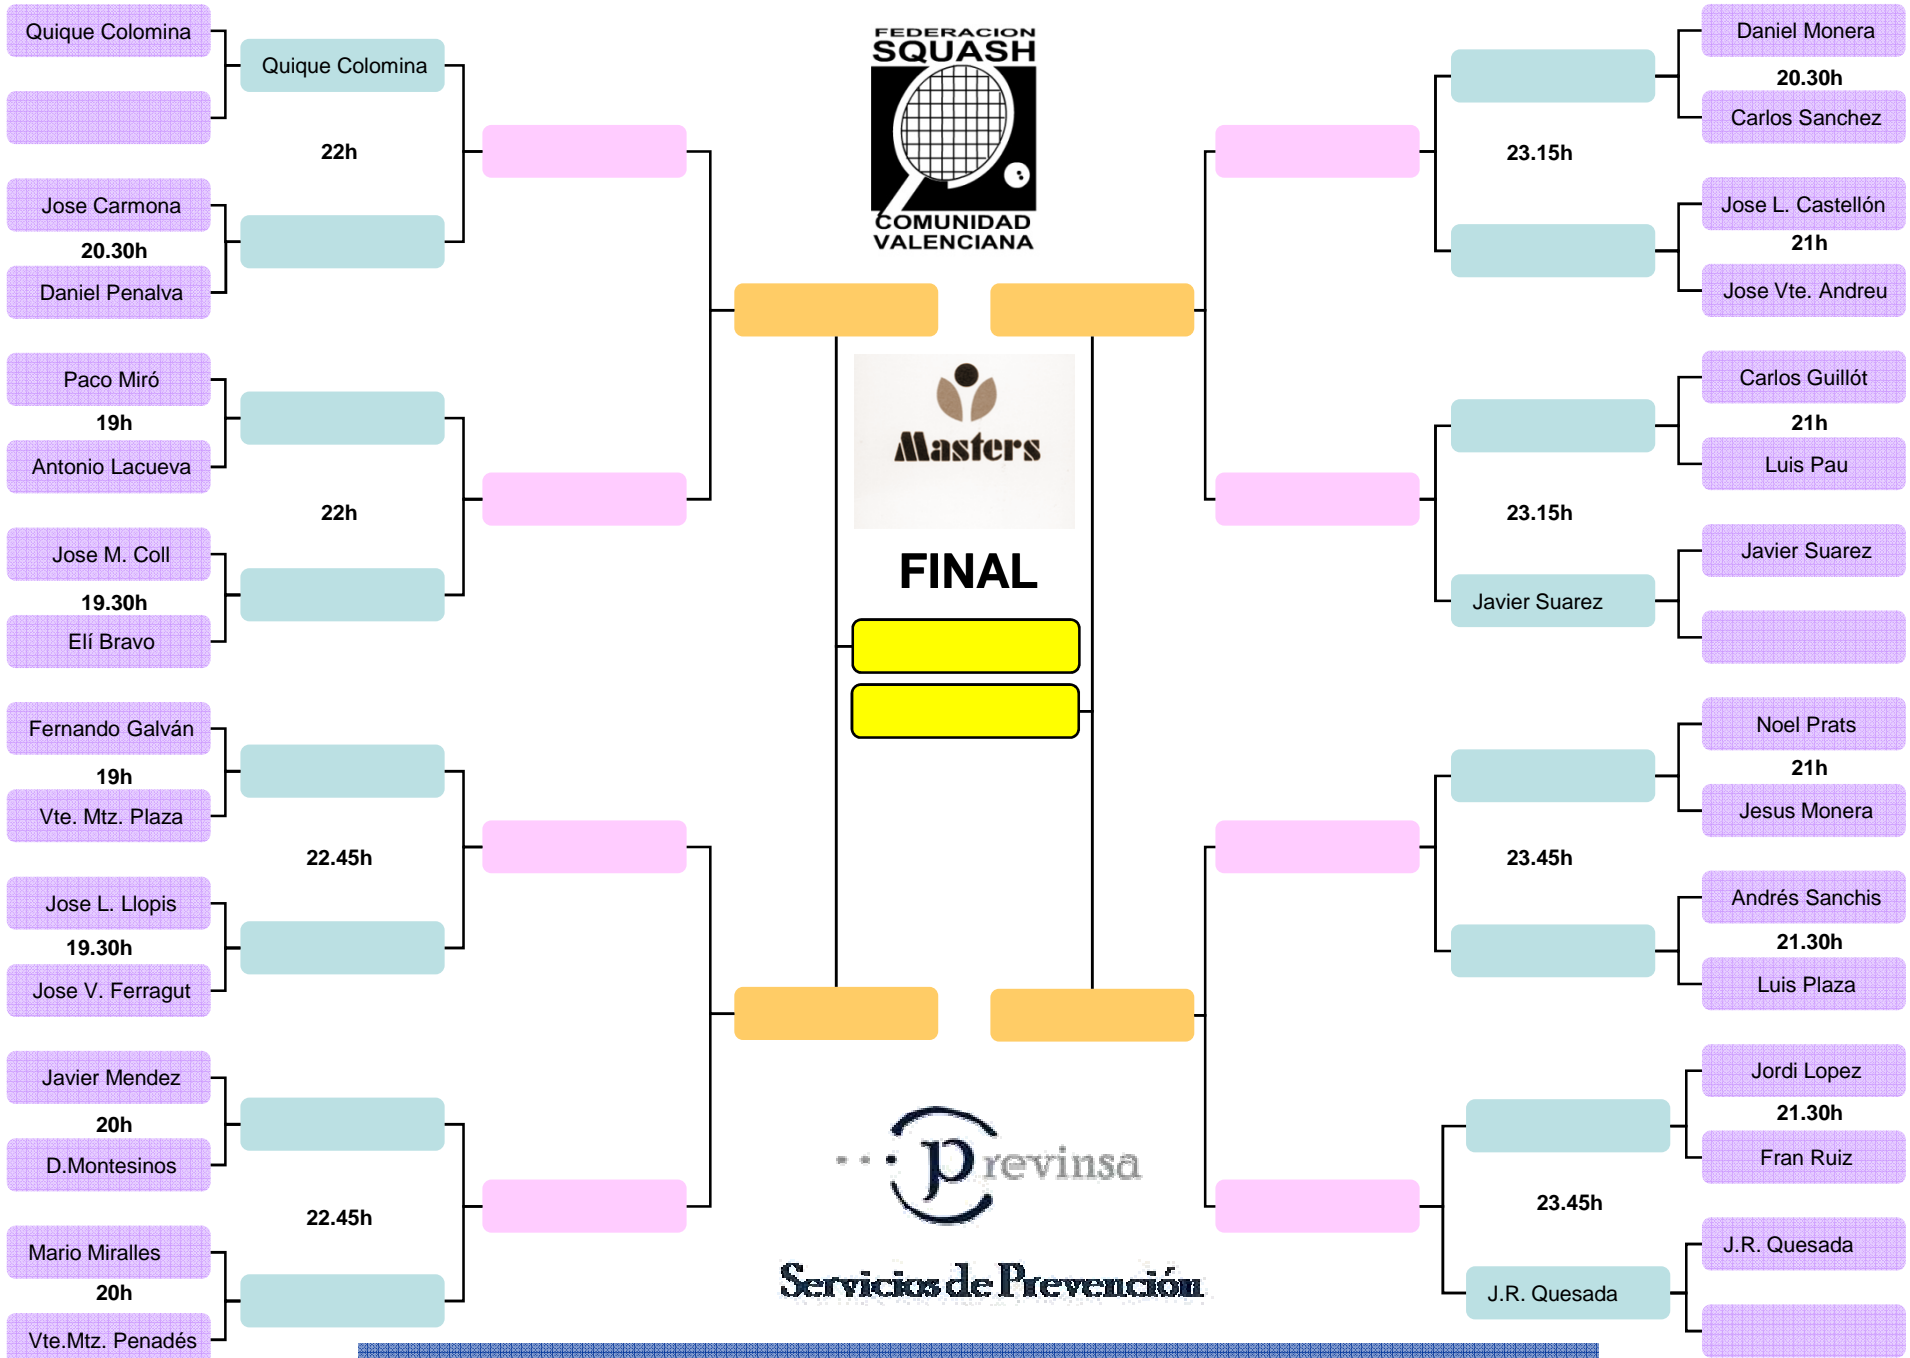 Quique Colomina
Quique Colomina
22h
Jose Carmona
20.30h
Daniel Penalva
Paco Miró
19h
Antonio Lacueva
22h
Jose M. Coll
19.30h
Elí Bravo
Fernando Galván
19h
Vte. Mtz. Plaza
22.45h
Jose L. Llopis
19.30h
Jose V. Ferragut
Javier Mendez
20h
D.Montesinos
22.45h
Mario Miralles
20h
Vte.Mtz. Penadés
FEDERACION
SQUASH
COMUNIDAD
VALENCIANA
Masters
FINAL
Previnsa
Servicios de Prevención
Daniel Monera
20.30h
Carlos Sanchez
23.15h
Jose L. Castellón
21h
Jose Vte. Andreu
Carlos Guillót
21h
Luis Pau
23.15h
Javier Suarez
Javier Suarez
Noel Prats
21h
Jesus Monera
23.45h
Andrés Sanchis
21.30h
Luis Plaza
Jordi Lopez
21.30h
Fran Ruiz
23.45h
J.R. Quesada
J.R. Quesada